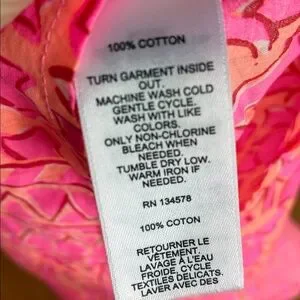 100% COTTON
TURN GARMENT INSIDE
OUT.
MACHINE WASH COLD
GENTLE CYCLE.
WASH WITH LIKE
COLORS.
ONLY NON-CHLORINE
BLEACH WHEN
NEEDED.
TUMBLE DRY LOW.
WARM IRON IF
NEEDED.
RN 134578
100% COTON
RETOURNER LE
VÊTEMENT.
LAVAGE À L'EAU
FROIDE, CYCLE
TEXTILES DÉLICATS.
LAVER AVEC DES